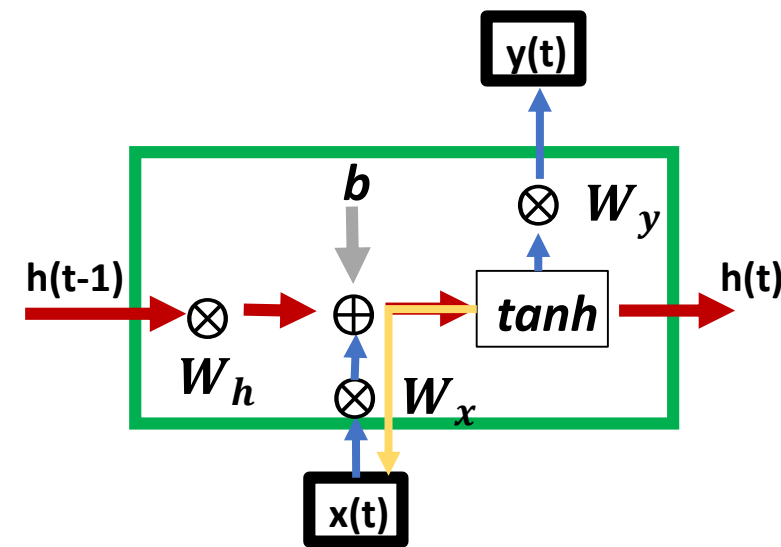 y(t)
b
W_y
h(t-1)
h(t)
tanh
W_h
W_x
x(t)